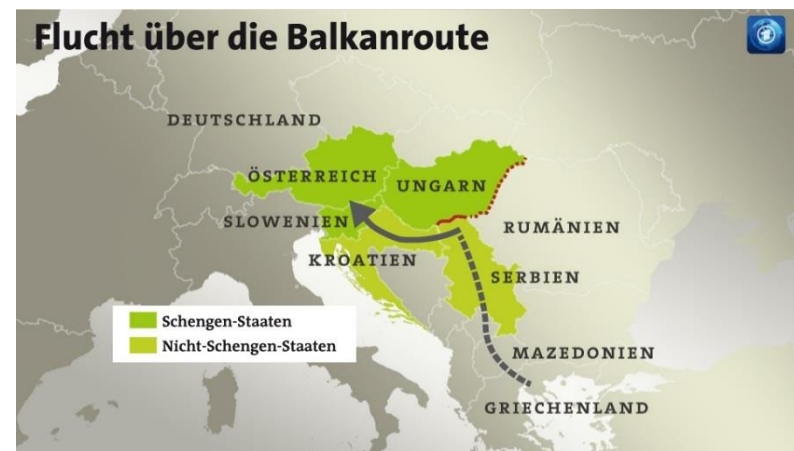 Flucht über die Balkanroute
DEUTSCHLAND
ÖSTERREICH
UNGARN
SLOWENIEN
RUMÄNIEN
KROATIEN
SERBIEN
Schengen-Staaten
Nicht-Schengen-Staaten
MAZEDONIEN
GRIECHENLAND